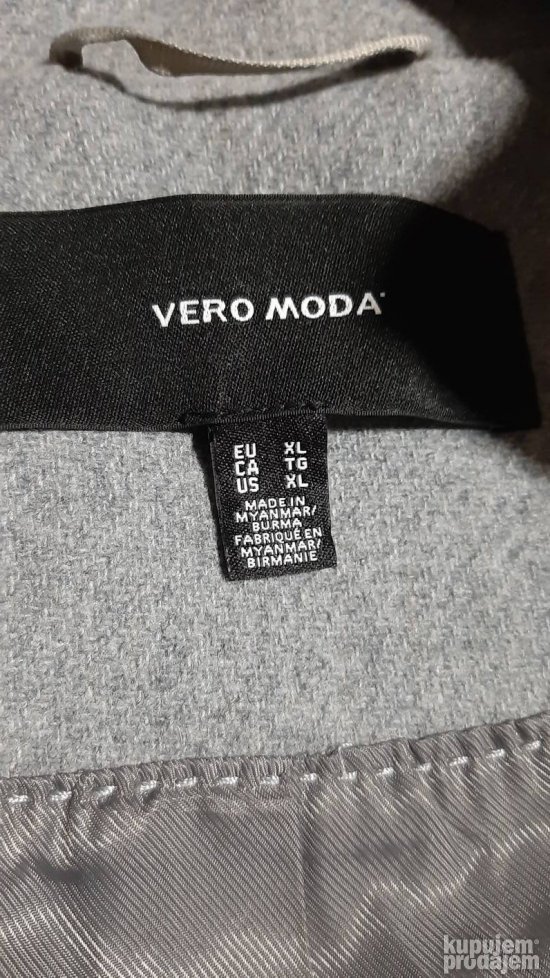 VERO MODA
EU XL
CA TG
US XL
MADE IN
MYANMAR/
BURMA
FABRIQUÉ EN
MYANMAR/
BIRMANIE
kupujem
prodajem